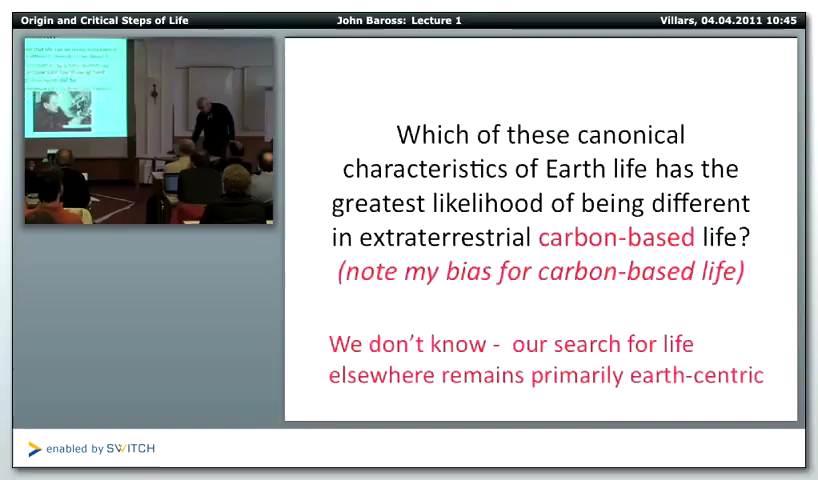 Origin and Critical Steps of Life
John Baross: Lecture 1
Villars, 04.04.2011 10:45
Which of these canonical
characteristics of Earth life has the
greatest likelihood of being different
in extraterrestrial carbon-based life?
(note my bias for carbon-based life)
We don't know - our search for life
elsewhere remains primarily earth-centric
enabled by SWITCH